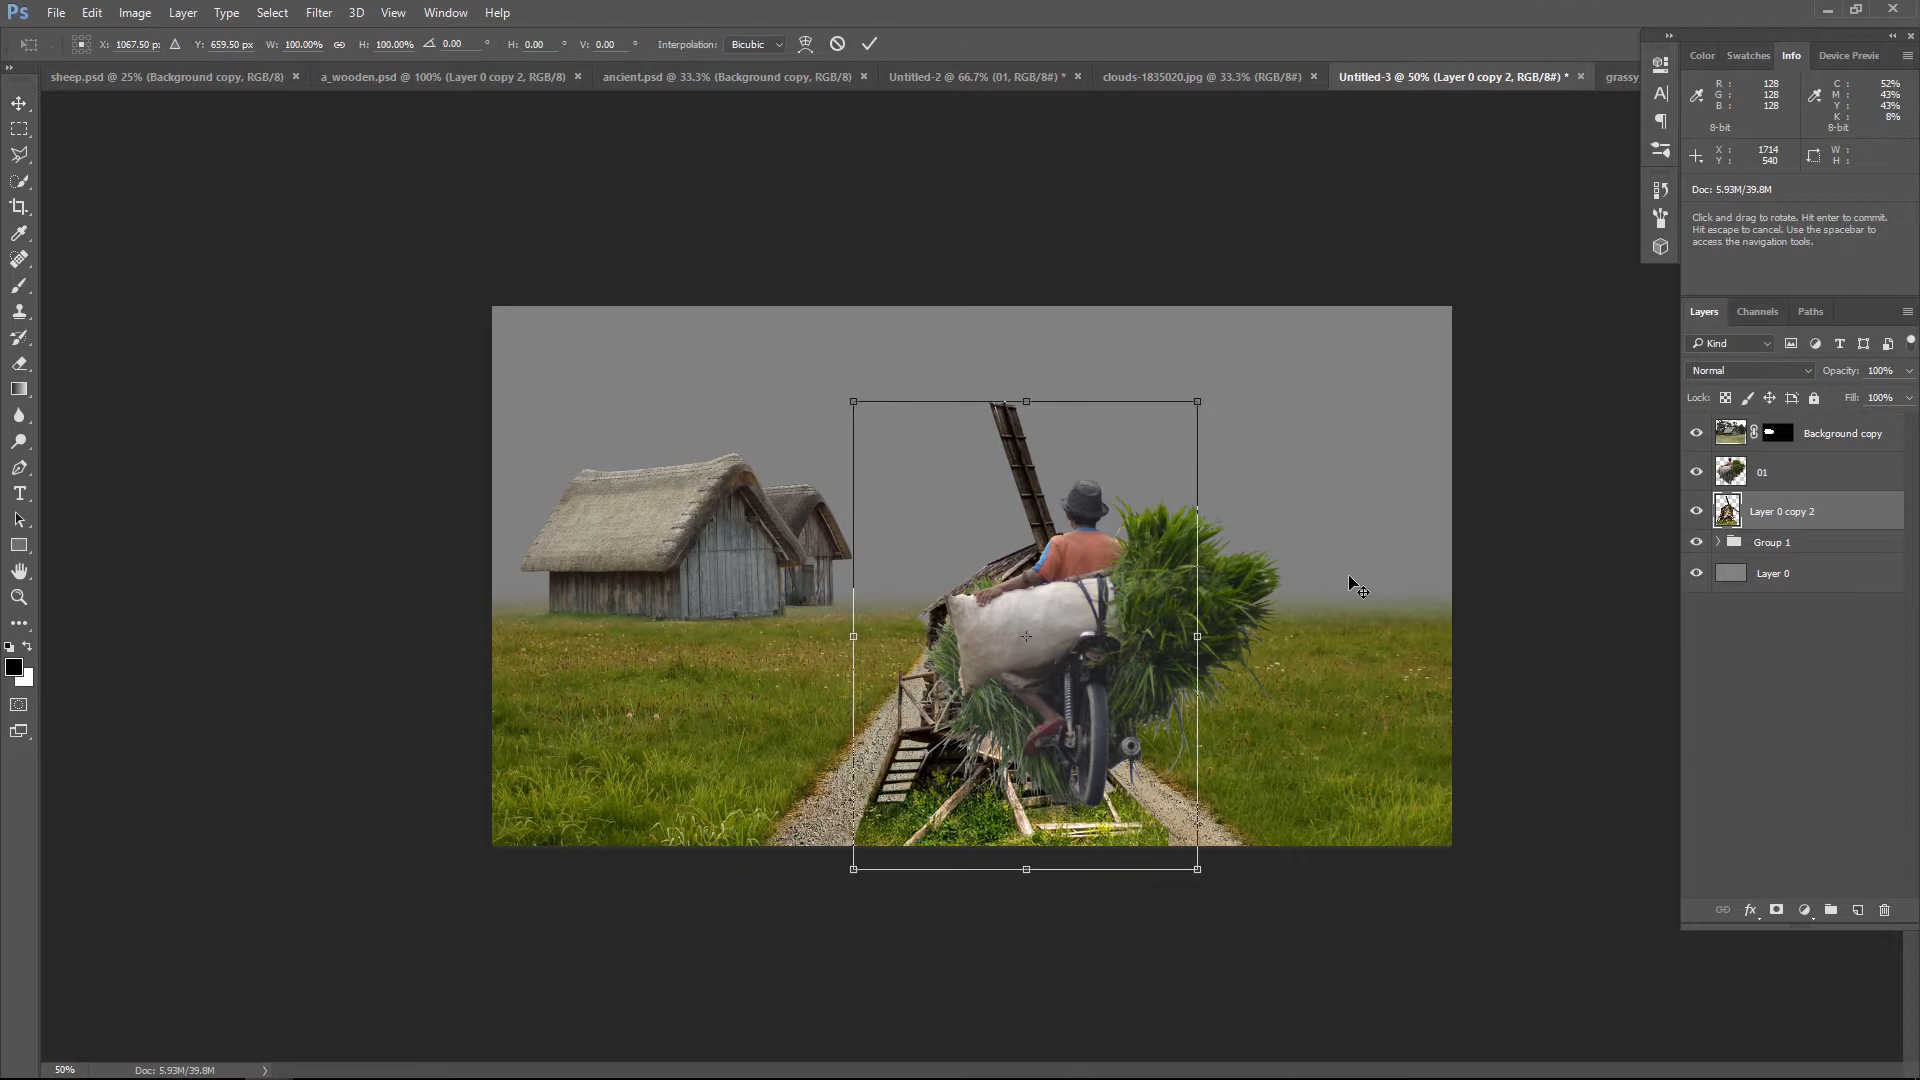 Ps File Edit Image Layer Type Select Filter 3D View Window Help
X: 1067.50 px Y: 659.50 px W: 100.00% H: 100.00% 0.00 ° H: 0.00 ° V: 0.00 ° Interpolation: Bicubic
sheep.psd @ 25% (Background copy, RGB/8) × a_wooden.psd @ 100% (Layer 0 copy 2, RGB/8) × ancient.psd @ 33.3% (Background copy, RGB/8) × Untitled-2 @ 66.7% (01, RGB/8#) * × clouds-1835020.jpg @ 33.3% (RGB/8#) × Untitled-3 @ 50% (Layer 0 copy 2, RGB/8#) * × grassy
Color Swatches Info Device Previ
R : 128 C : 52%
G : 128 M : 43%
B : 128 Y : 43%
K : 8%
8-bit 8-bit
X : 1714 W :
Y : 540 H :
Doc: 5.93M/39.8M
Click and drag to rotate. Hit enter to commit.
Hit escape to cancel. Use the spacebar to
access the navigation tools.
Layers Channels Paths
Kind
Normal Opacity: 100%
Lock: Fill: 100%
Background copy
01
Layer 0 copy 2
Group 1
Layer 0
50% Doc: 5.93M/39.8M